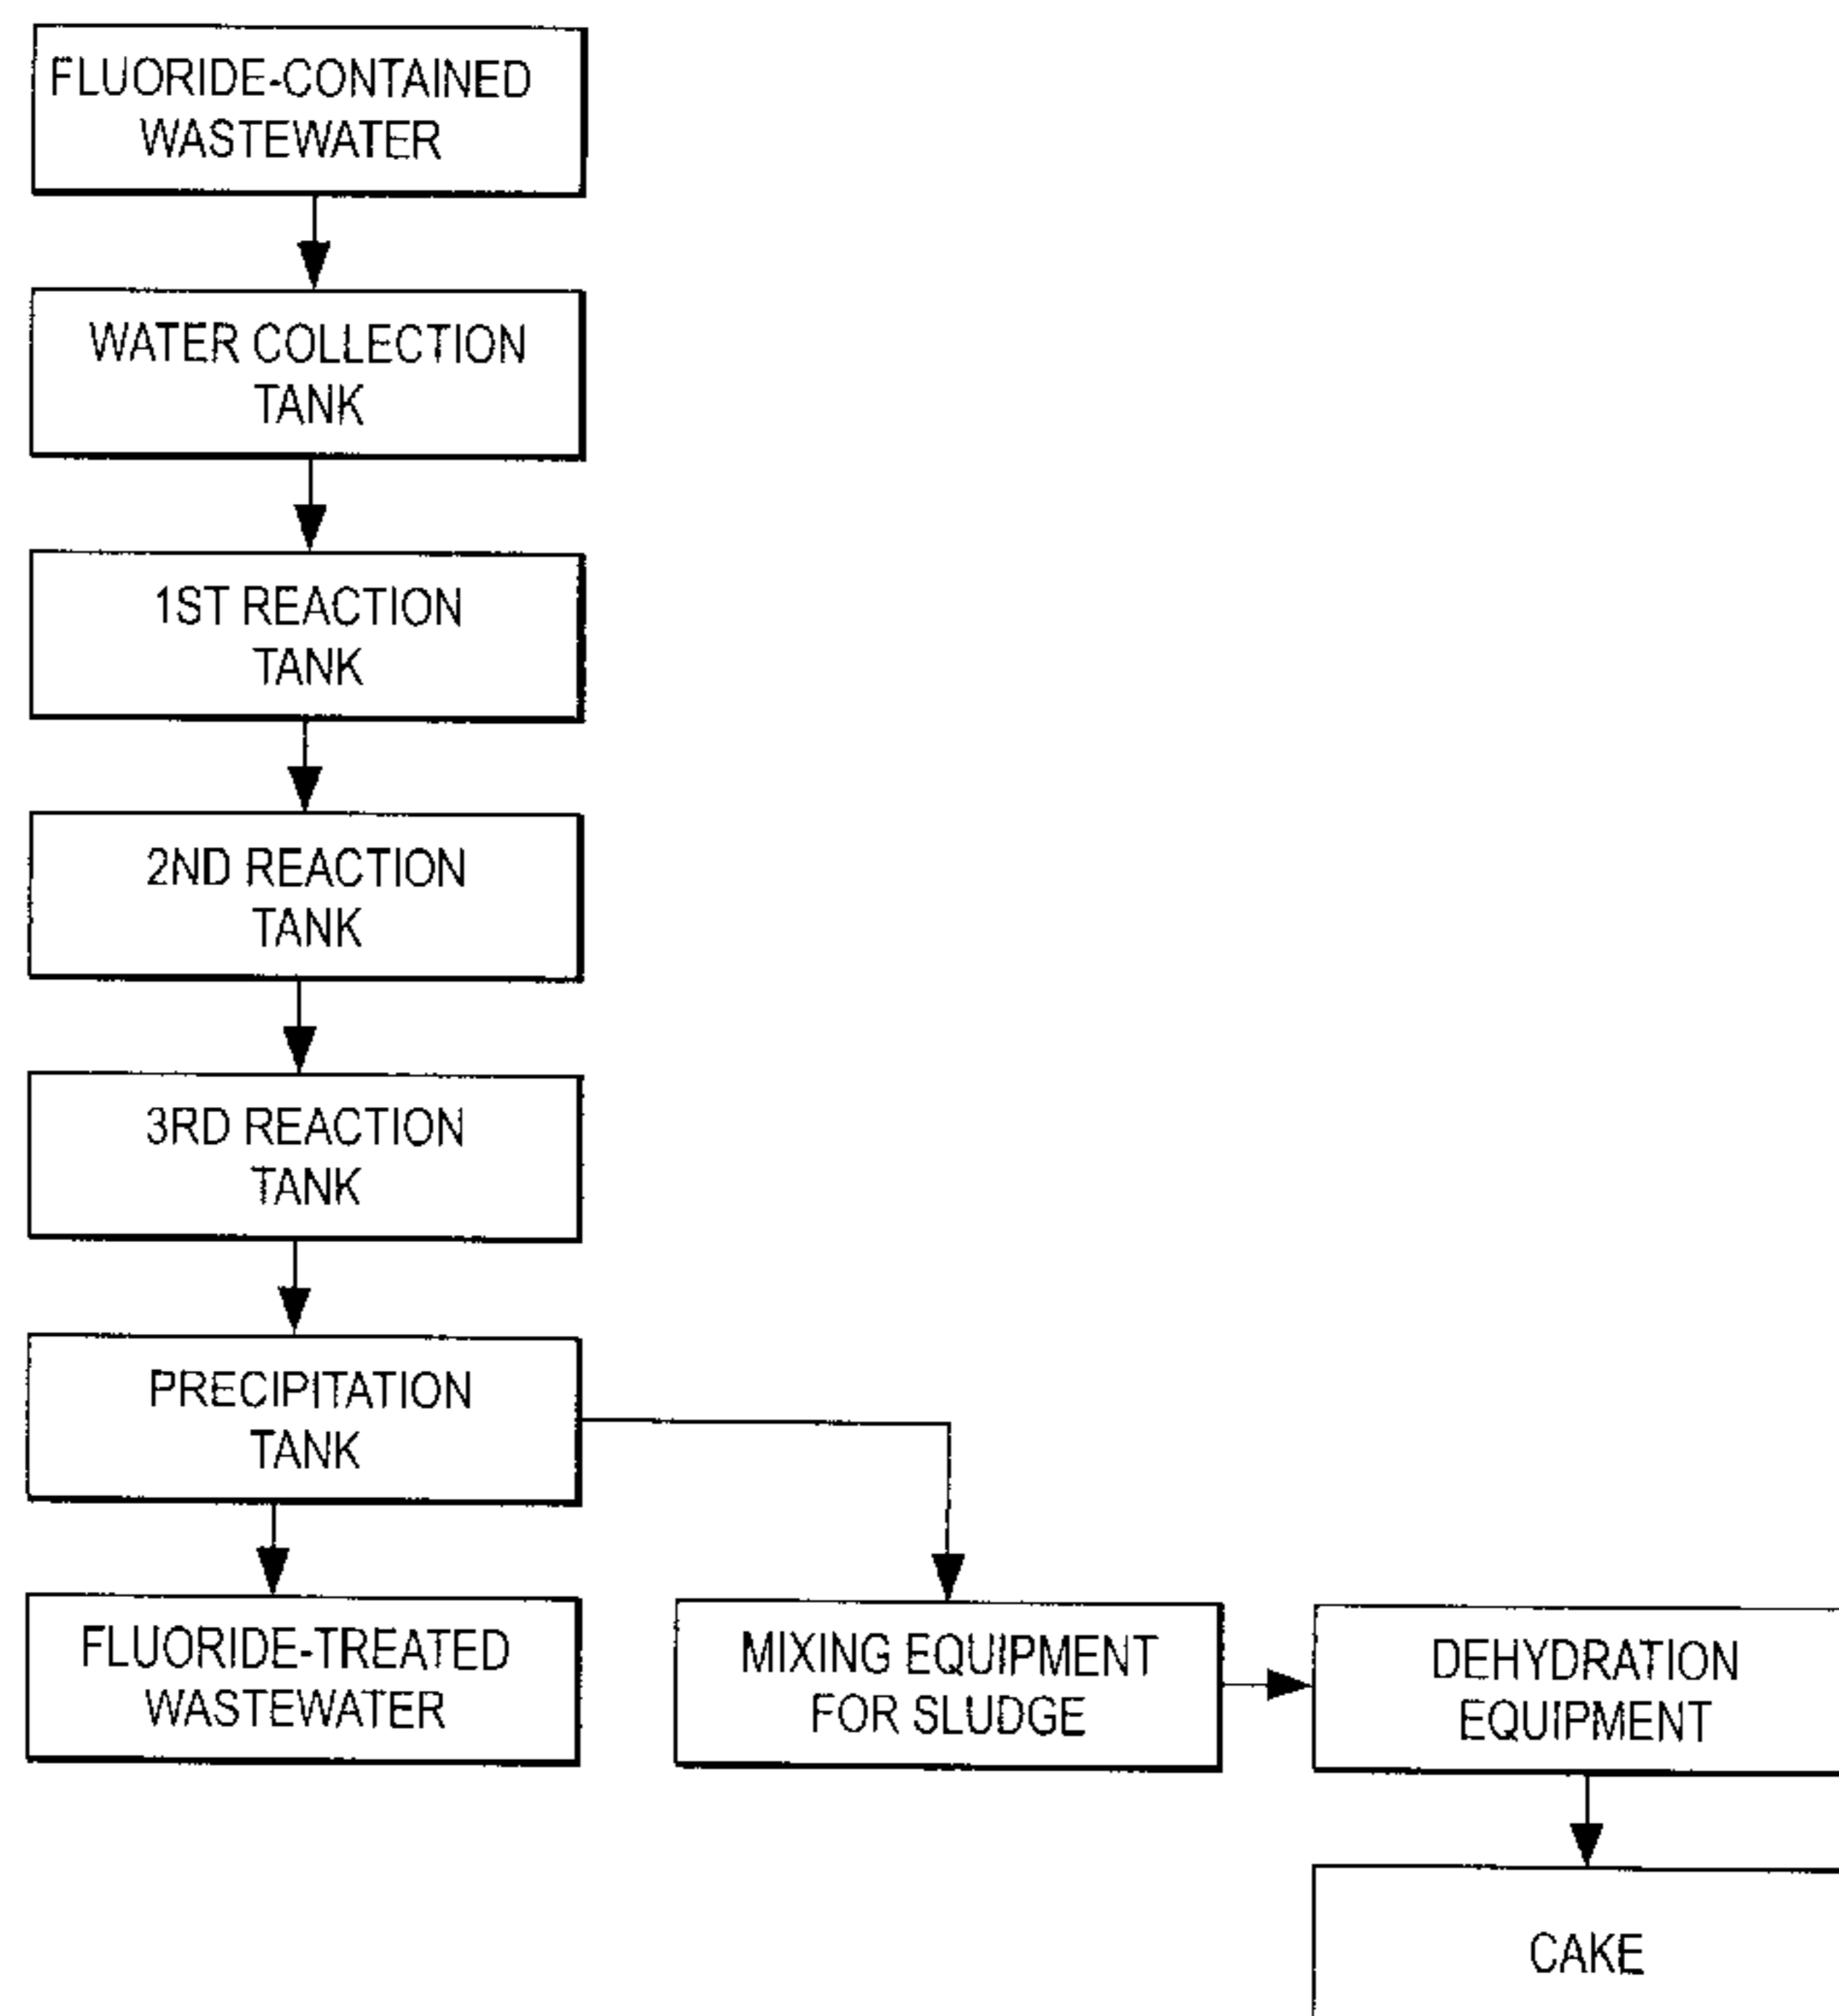 FLUORIDE-CONTAINED
WASTEWATER
WATER COLLECTION
TANK
1ST REACTION
TANK
2ND REACTION
TANK
3RD REACTION
TANK
PRECIPITATION
TANK
FLUORIDE-TREATED
WASTEWATER
MIXING EQUIPMENT
FOR SLUDGE
DEHYDRATION
EQUIPMENT
CAKE